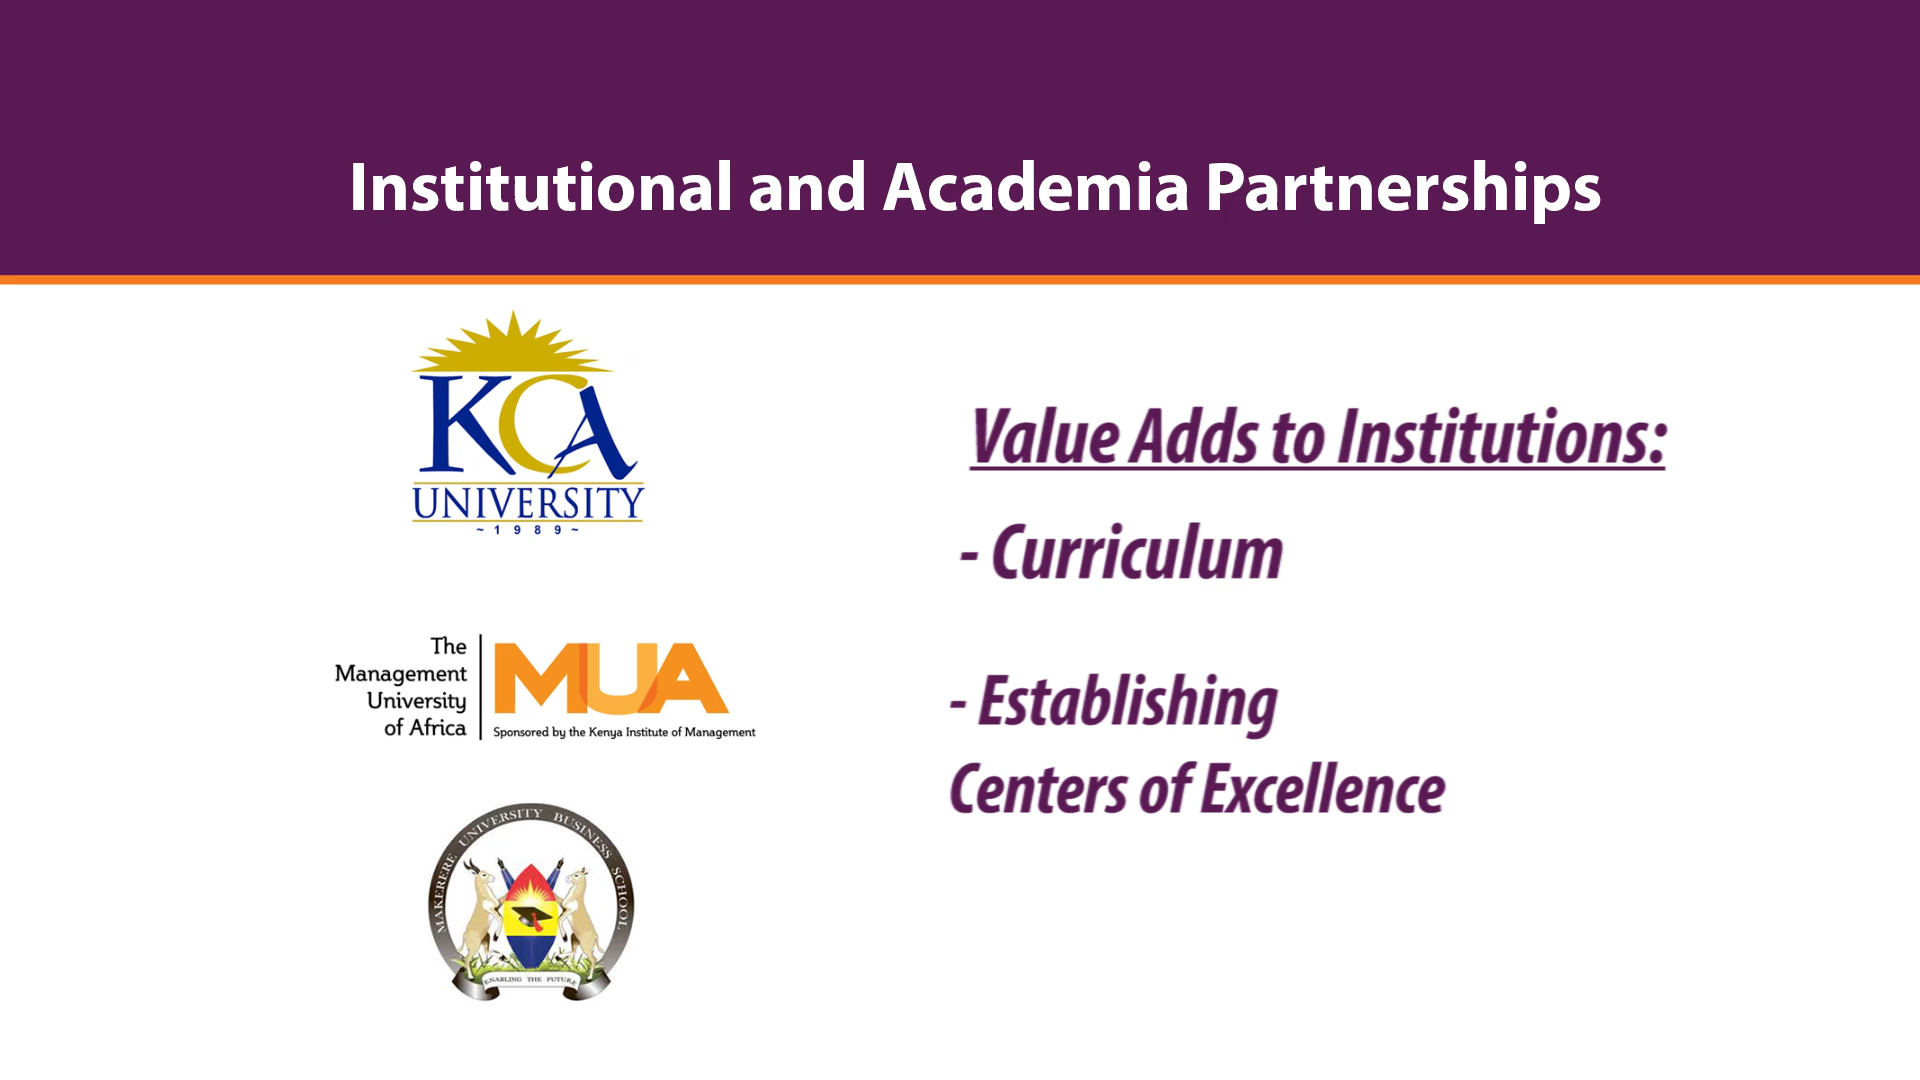 Institutional and Academia Partnerships
KCA
UNIVERSITY
~ 1 9 8 9 ~
The
Management
University
of Africa
MUA
Sponsored by the Kenya Institute of Management
MAKERERE UNIVERSITY BUSINESS SCHOOL
ENABLING THE FUTURE
Value Adds to Institutions:
- Curriculum
- Establishing
Centers of Excellence